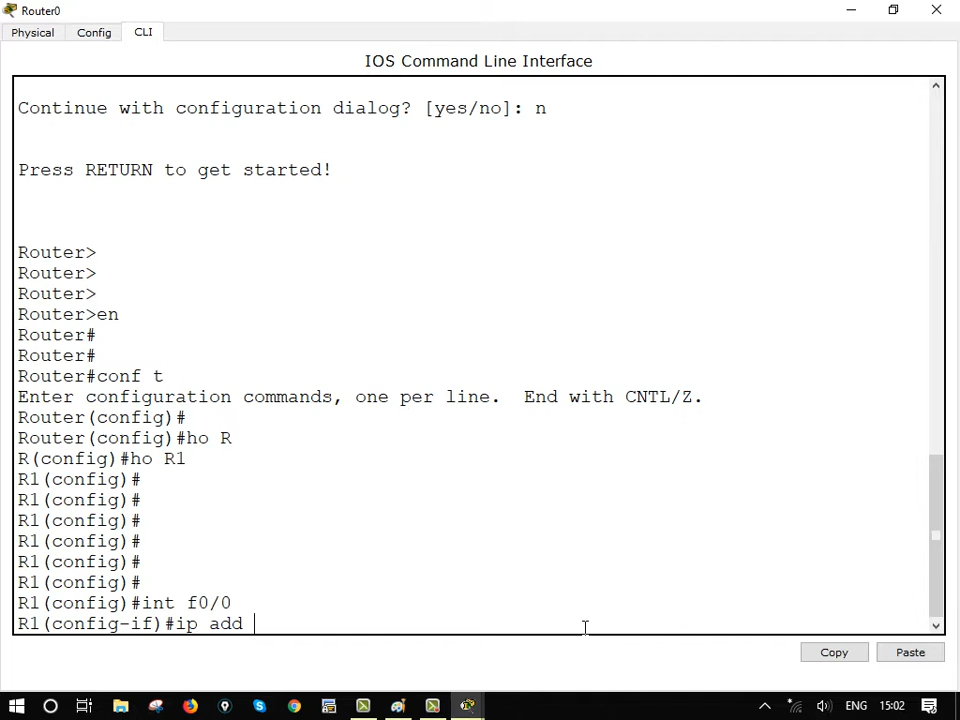 Router0
Physical Config CLI
IOS Command Line Interface
Continue with configuration dialog? [yes/no]: n
Press RETURN to get started!
Router>
Router>
Router>
Router>en
Router#
Router#
Router#conf t
Enter configuration commands, one per line.  End with CNTL/Z.
Router(config)#
Router(config)#ho R
R(config)#ho R1
R1(config)#
R1(config)#
R1(config)#
R1(config)#
R1(config)#
R1(config)#
R1(config)#int f0/0
R1(config-if)#ip add
Copy Paste
ENG 15:02